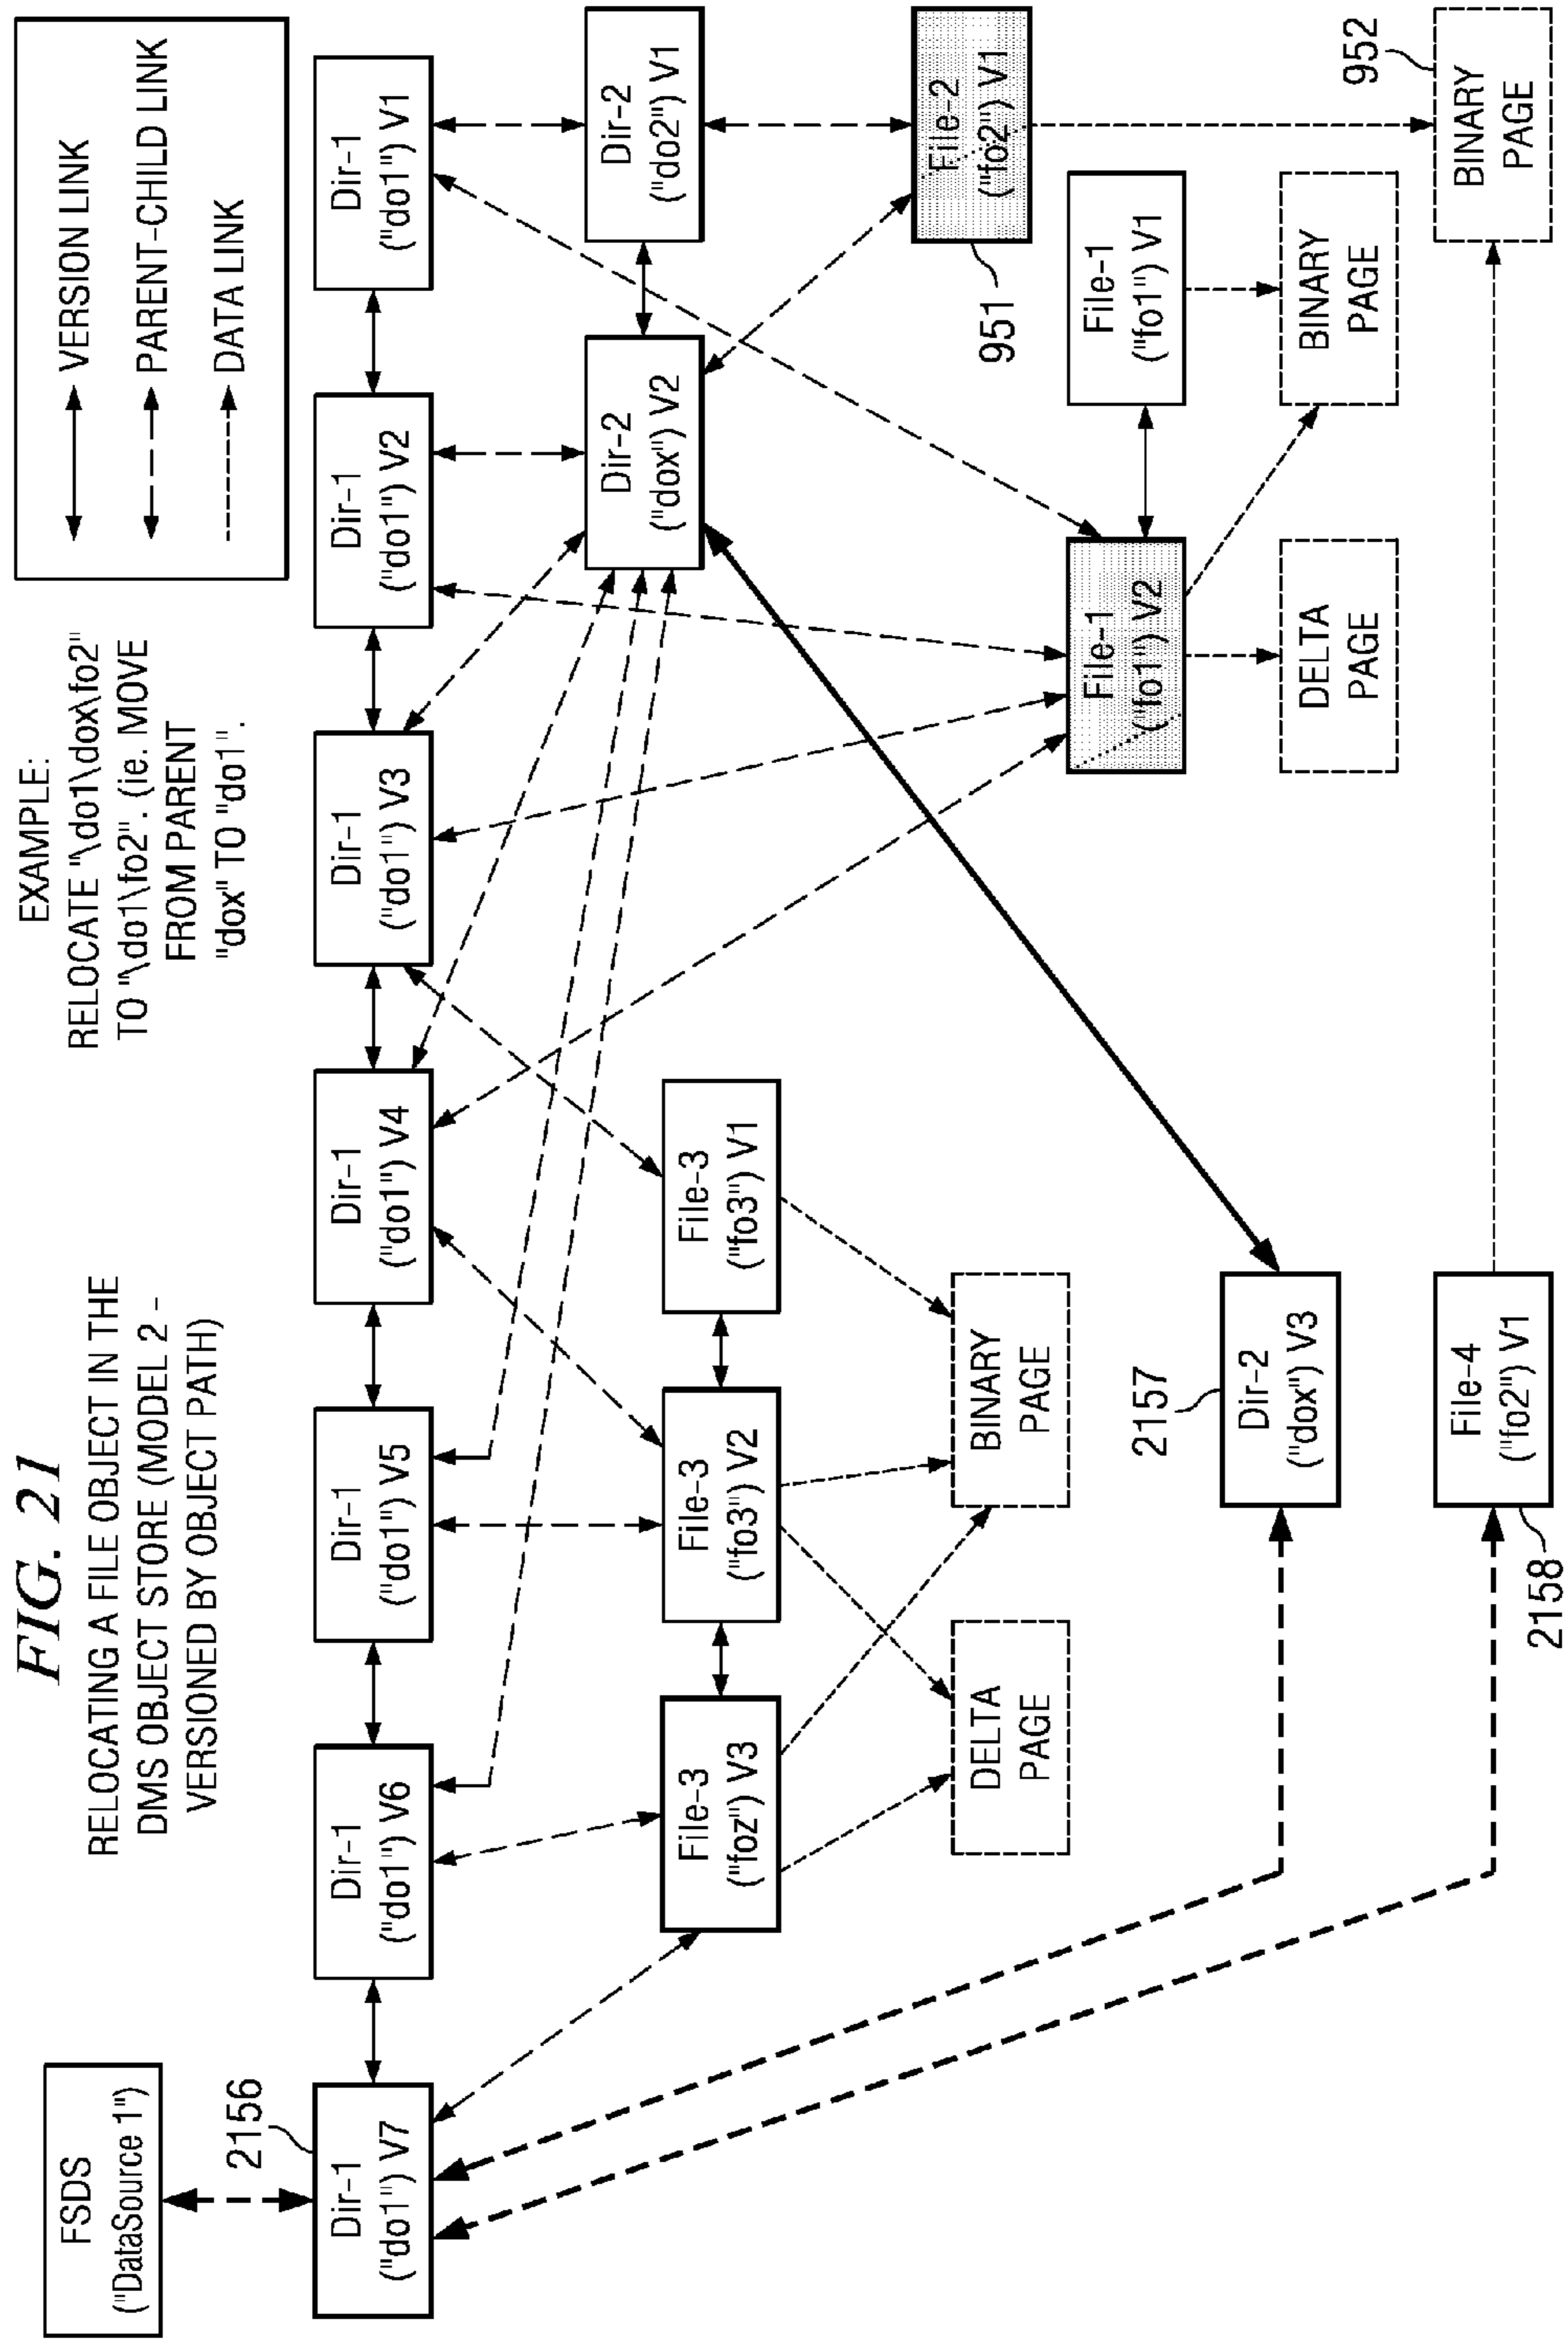 FIG. 21
RELOCATING A FILE OBJECT IN THE
DMS OBJECT STORE (MODEL 2 -
VERSIONED BY OBJECT PATH)
EXAMPLE:
RELOCATE "\do1\dox\fo2"
TO "\do1\fo2". (ie. MOVE
FROM PARENT
"dox" TO "do1".
VERSION LINK
PARENT-CHILD LINK
DATA LINK
FSDS
("DataSource 1")
2156
Dir-1
("do1") V7
Dir-1
("do1") V6
Dir-1
("do1") V5
Dir-1
("do1") V4
Dir-1
("do1") V3
Dir-1
("do1") V2
Dir-1
("do1") V1
Dir-2
("dox") V2
Dir-2
("do2") V1
File-3
("foz") V3
File-3
("fo3") V2
File-3
("fo3") V1
File-2
("fo2") V1
951
DELTA
PAGE
BINARY
PAGE
File-1
("fo1") V2
File-1
("fo1") V1
2157
Dir-2
("dox") V3
DELTA
PAGE
BINARY
PAGE
952
File-4
("fo2") V1
2158
BINARY
PAGE